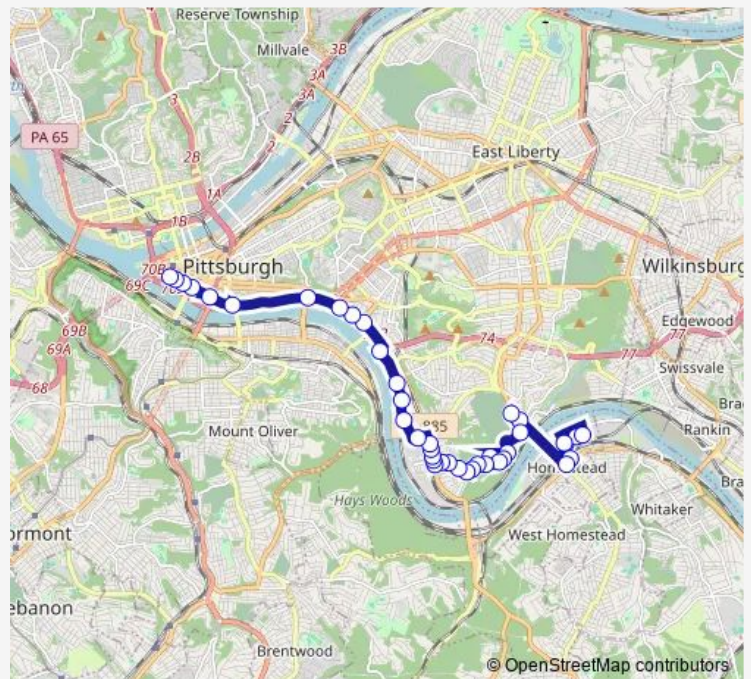 Reserve Township
Millvale
3B
3A
3A
3
2
PA 65
2
East Liberty
2B
1A
1B
70B
Pittsburgh
69C
Wilkinsburg
Edgewood
69B
74
77
77
69A
Swissvale
68
Mount Oliver
885
Rankin
Homestead
Hays Woods
Whitaker
West Homestead
Brentwood
© OpenStreetMap contributors